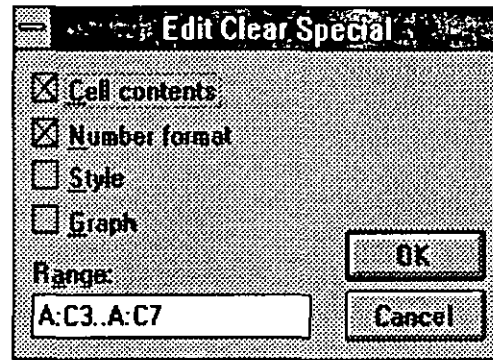 Edit Clear Special
Cell contents
Number format
Style
Graph
Range:
A:C3..A:C7
OK
Cancel